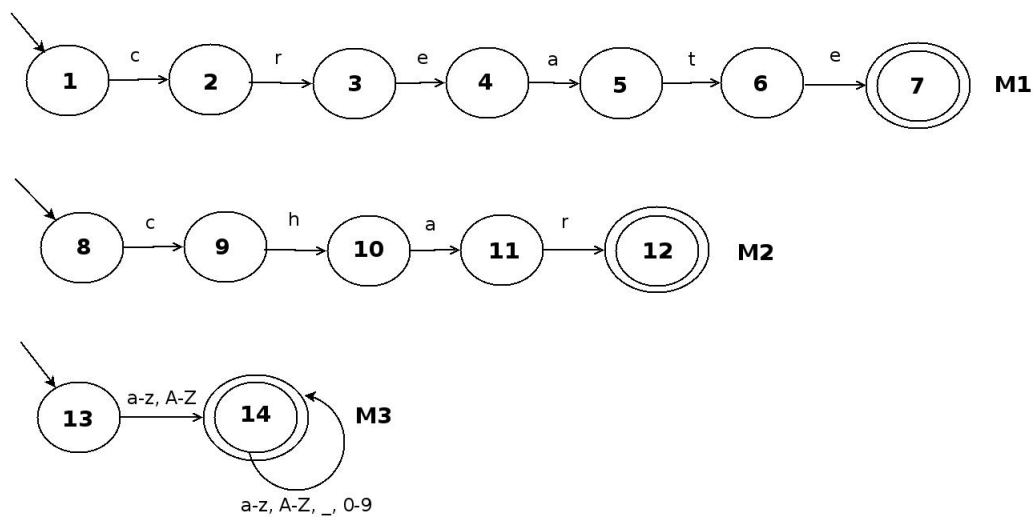 c r e a t e
1 2 3 4 5 6 7 M1
c h a r
8 9 10 11 12 M2
a-z, A-Z
13 14 M3
a-z, A-Z, _, 0-9